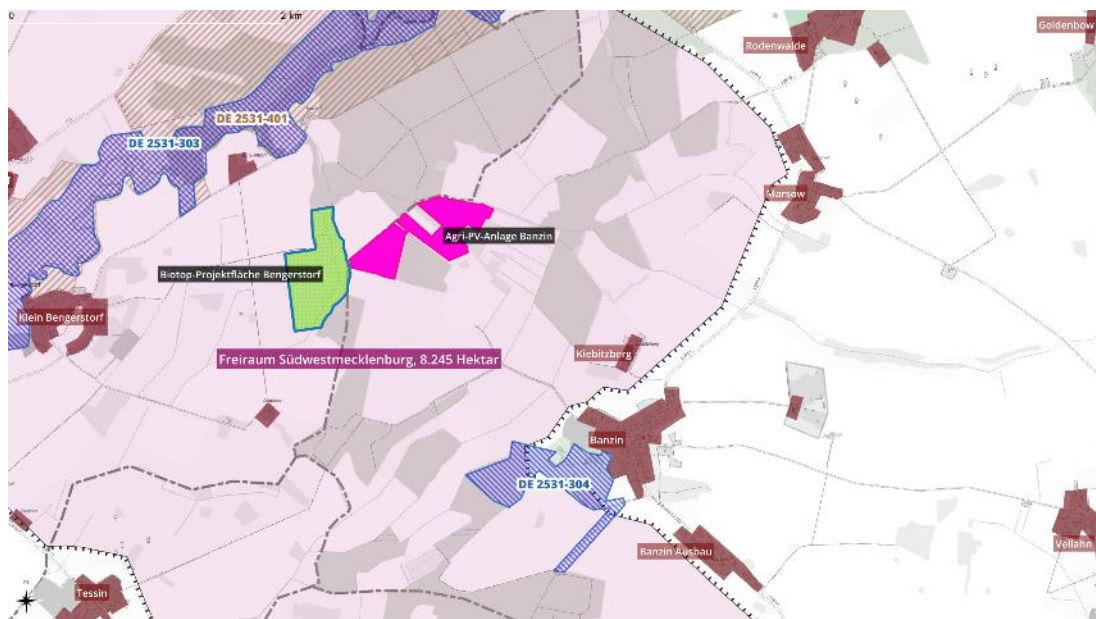 0
2 km
Rodenwalde
Goldenbow
DE 2531-401
DE 2531-303
Marsow
Agri-PV-Anlage Banzin
Biotop-Projektfläche Bengerstorf
Klein Bengerstorf
Freiraum Südwestmecklenburg, 8.245 Hektar
Kiebitzberg
Banzin
DE 2531-304
Banzin Ausbau
Vellahn
Tessin